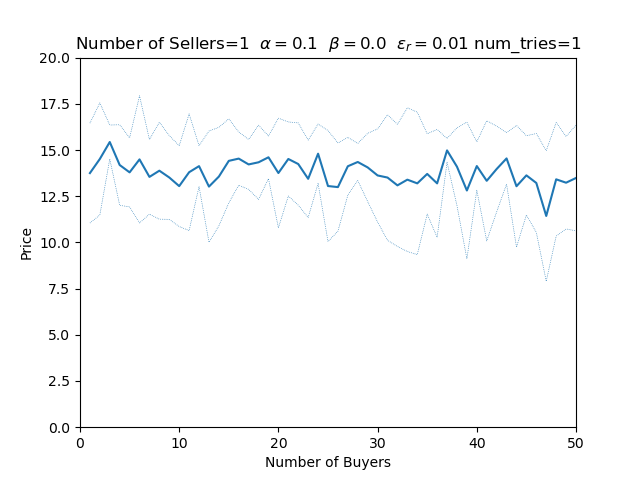 Number of Sellers=1 α = 0.1 β = 0.0 εr = 0.01 num_tries=1
20.0
17.5
15.0
12.5
10.0
7.5
5.0
2.5
0.0
Price
0 10 20 30 40 50
Number of Buyers